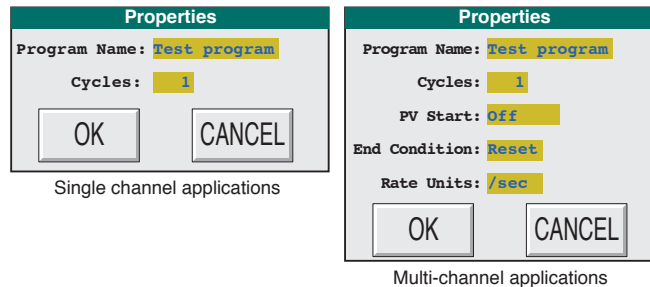 Properties
Program Name: Test program
Cycles: 1
OK CANCEL
Single channel applications
Properties
Program Name: Test program
Cycles: 1
PV Start: Off
End Condition: Reset
Rate Units: /sec
OK CANCEL
Multi-channel applications